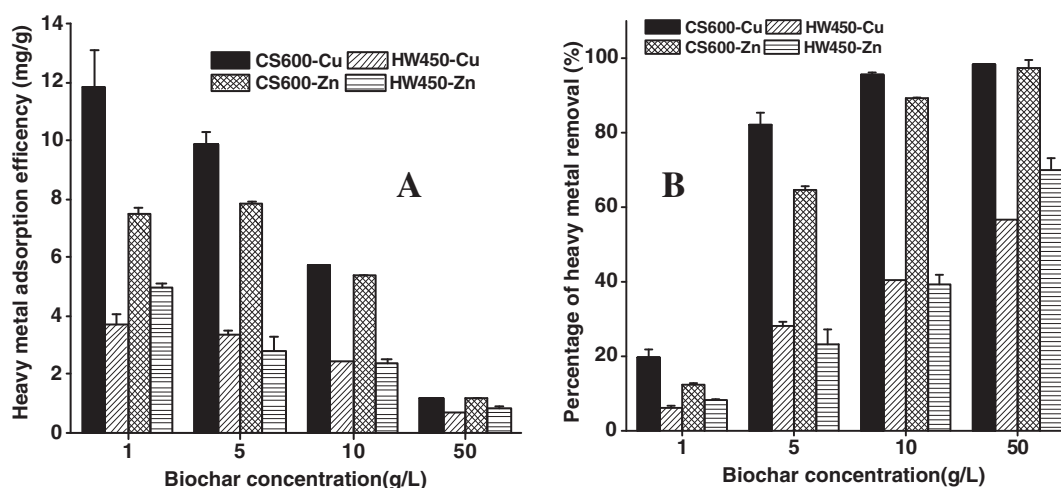 14
12
10
8
6
4
2
0
Heavy metal adsorption efficency (mg/g)
CS600-Cu HW450-Cu
CS600-Zn HW450-Zn
A
1 5 10 50
Biochar concentration(g/L)
100
80
60
40
20
0
Percentage of heavy metal removal (%)
CS600-Cu HW450-Cu
CS600-Zn HW450-Zn
B
1 5 10 50
Biochar concentration(g/L)